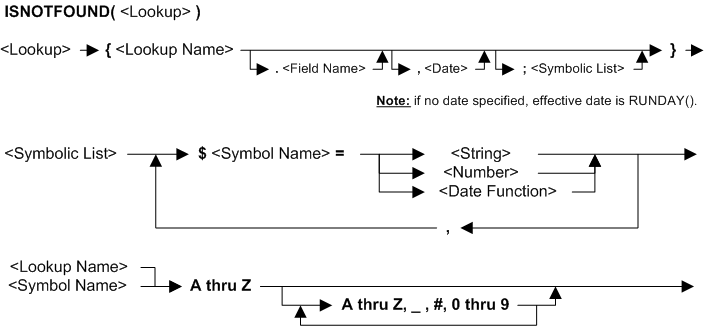 ISNOTFOUND( <Lookup> )
<Lookup> { <Lookup Name> }
. <Field Name> , <Date> ; <Symbolic List>
Note: if no date specified, effective date is RUNDAY().
<Symbolic List> $ <Symbol Name> = <String>
<Number>
<Date Function>
,
<Lookup Name>
<Symbol Name> A thru Z
A thru Z, _ , #, 0 thru 9